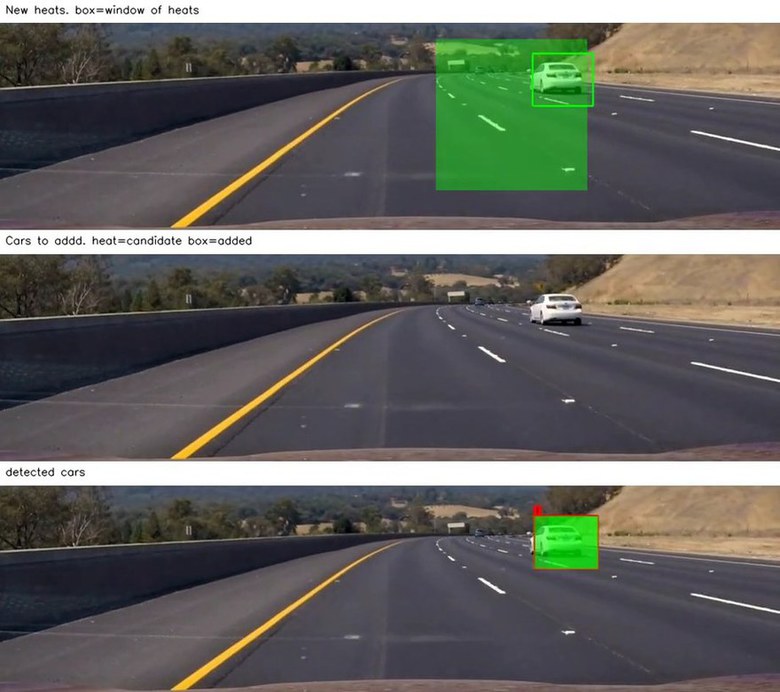 New heats. box=window of heats
Cars to addd. heat=candidate box=added
detected cars